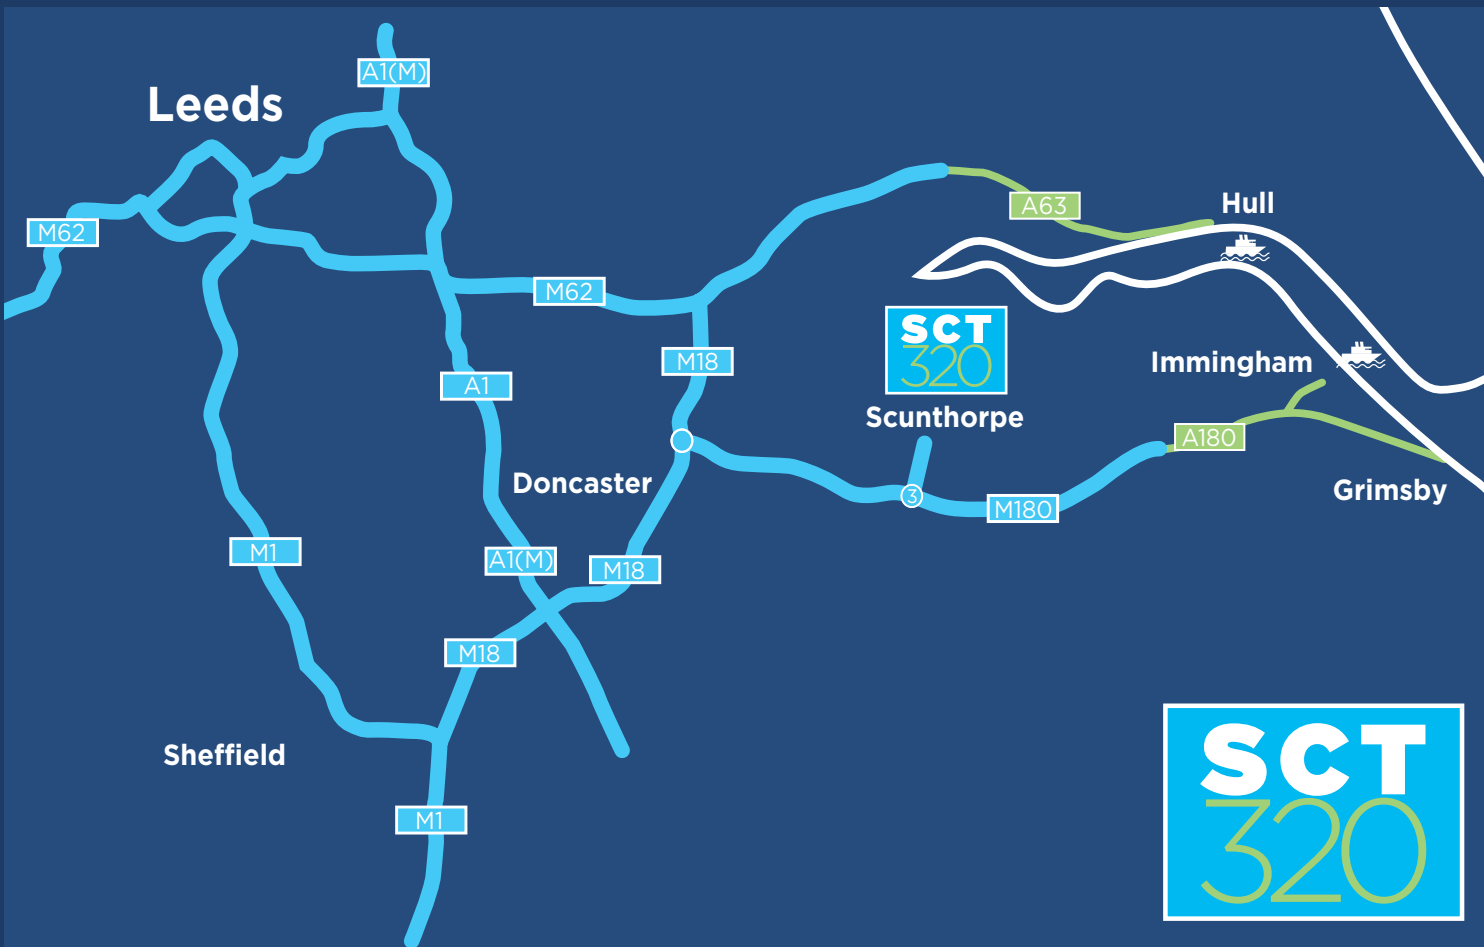 A1(M)
Leeds
M62
A63
Hull
M62
SCT
320
M18
Immingham
A1
Scunthorpe
A180
Doncaster
Grimsby
3
M180
M1
A1(M)
M18
M18
Sheffield
M1
SCT
320